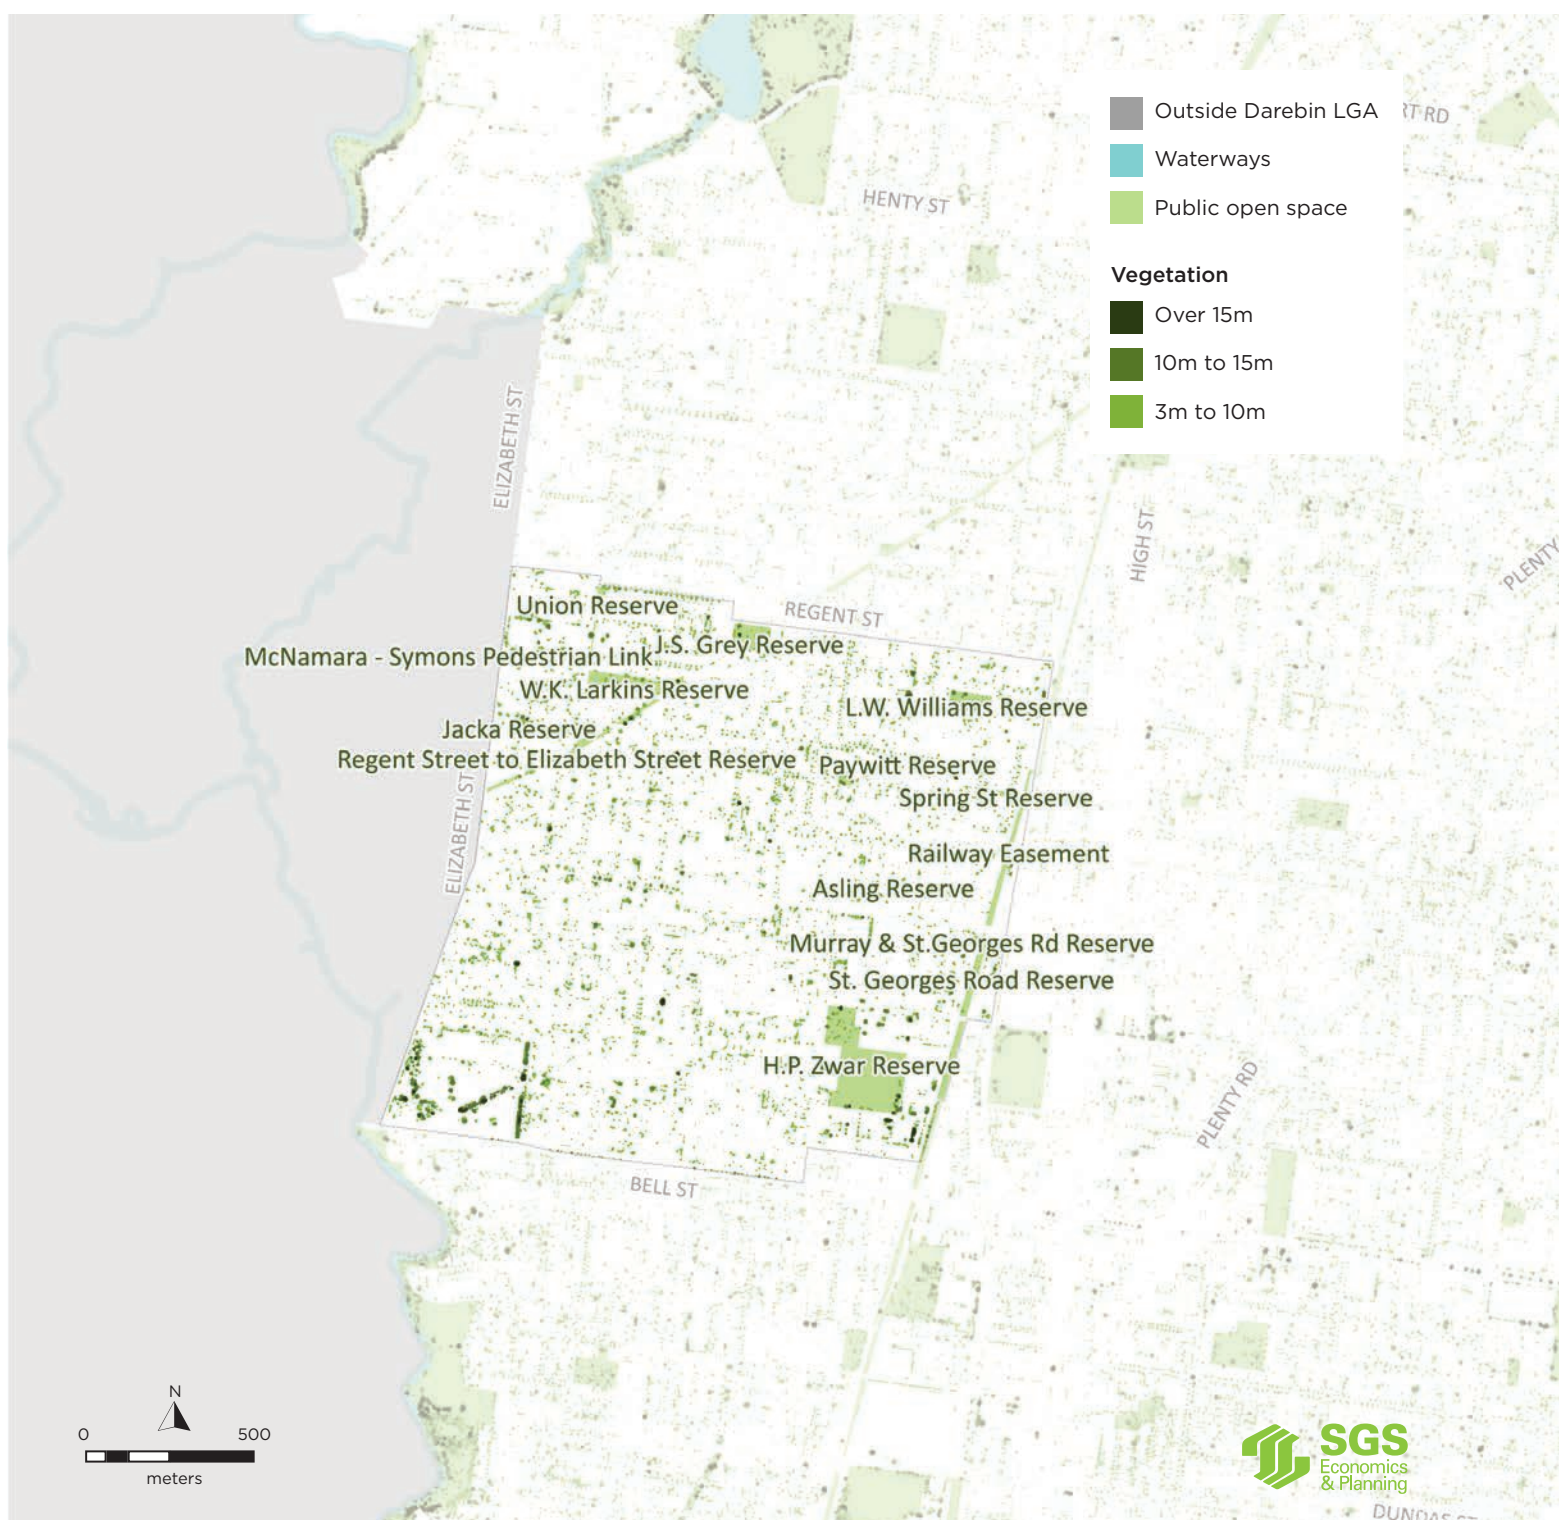 Outside Darebin LGA
RT RD
Waterways
HENTY ST
Public open space
Vegetation
Over 15m
10m to 15m
3m to 10m
ELIZABETH ST
HIGH ST
PLENTY
Union Reserve
REGENT ST
J.S. Grey Reserve
McNamara - Symons Pedestrian Link
W.K. Larkins Reserve
L.W. Williams Reserve
Jacka Reserve
Regent Street to Elizabeth Street Reserve
Paywitt Reserve
Spring St Reserve
ELIZABETH ST
Railway Easement
Asling Reserve
Murray & St.Georges Rd Reserve
St. Georges Road Reserve
H.P. Zwar Reserve
PLENTY RD
BELL ST
N
0 500
meters
SGS
Economics
& Planning
DUNDAS ST